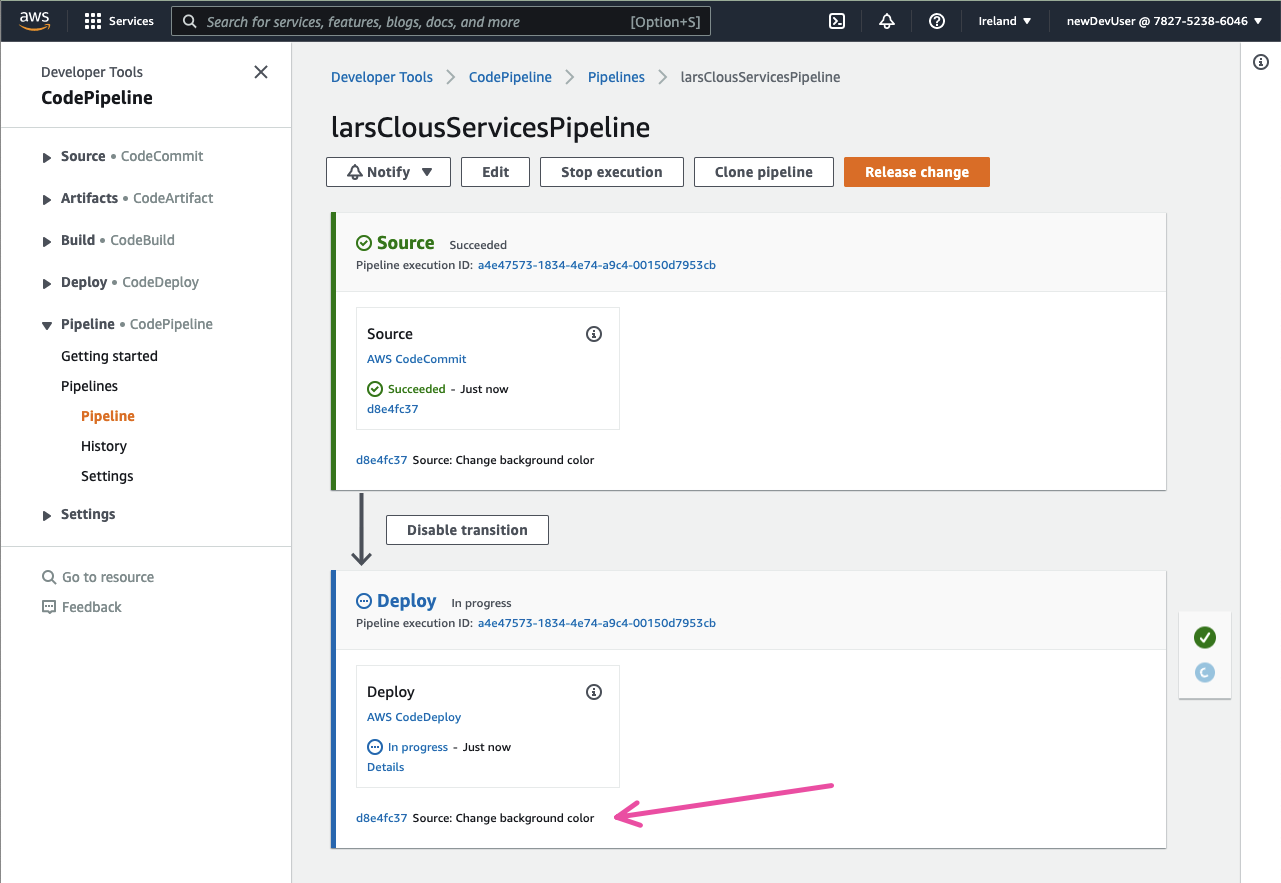 aws Services Search for services, features, blogs, docs, and more [Option+S] Ireland ▼ newDevUser @ 7827-5238-6046 ▼
Developer Tools
CodePipeline
Source • CodeCommit
Artifacts • CodeArtifact
Build • CodeBuild
Deploy • CodeDeploy
Pipeline • CodePipeline
Getting started
Pipelines
Pipeline
History
Settings
Settings
Go to resource
Feedback
Developer Tools > CodePipeline > Pipelines > larsClousServicesPipeline
larsClousServicesPipeline
Notify ▼ Edit Stop execution Clone pipeline Release change
Source Succeeded
Pipeline execution ID: a4e47573-1834-4e74-a9c4-00150d7953cb
Source
AWS CodeCommit
Succeeded - Just now
d8e4fc37
d8e4fc37 Source: Change background color
Disable transition
Deploy In progress
Pipeline execution ID: a4e47573-1834-4e74-a9c4-00150d7953cb
Deploy
AWS CodeDeploy
In progress - Just now
Details
d8e4fc37 Source: Change background color